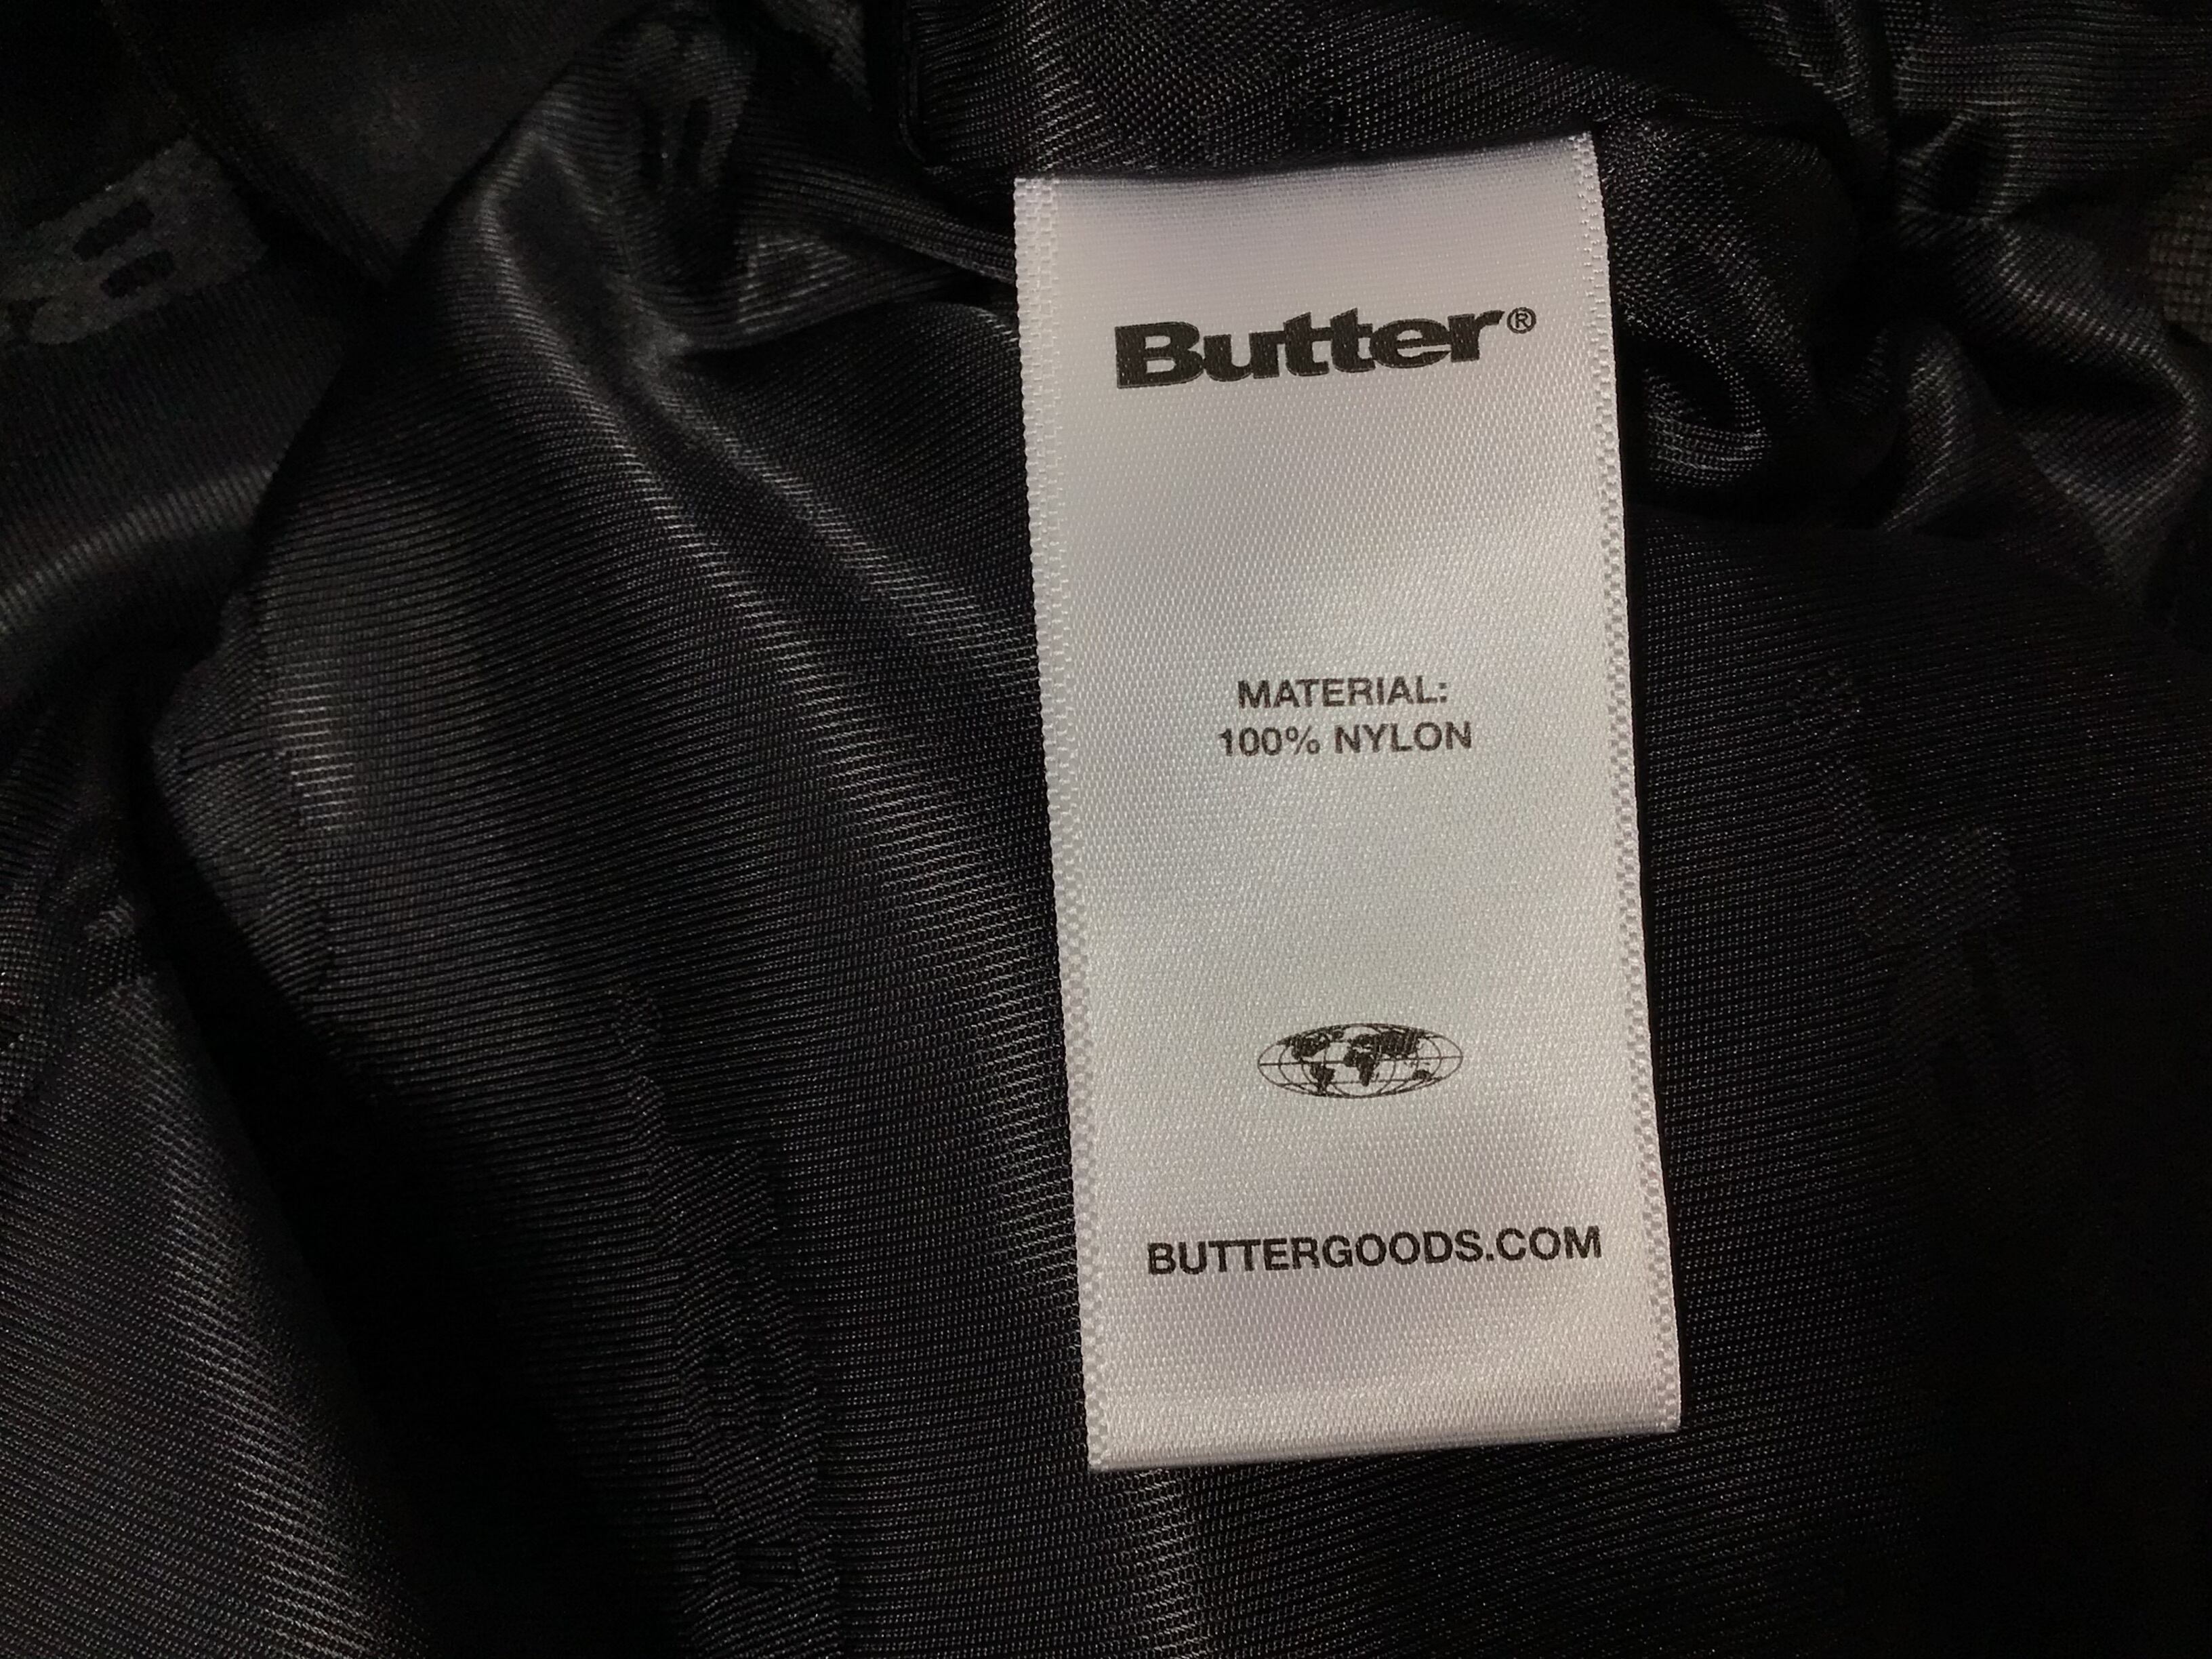 Butter®
MATERIAL:
100% NYLON
BUTTERGOODS.COM